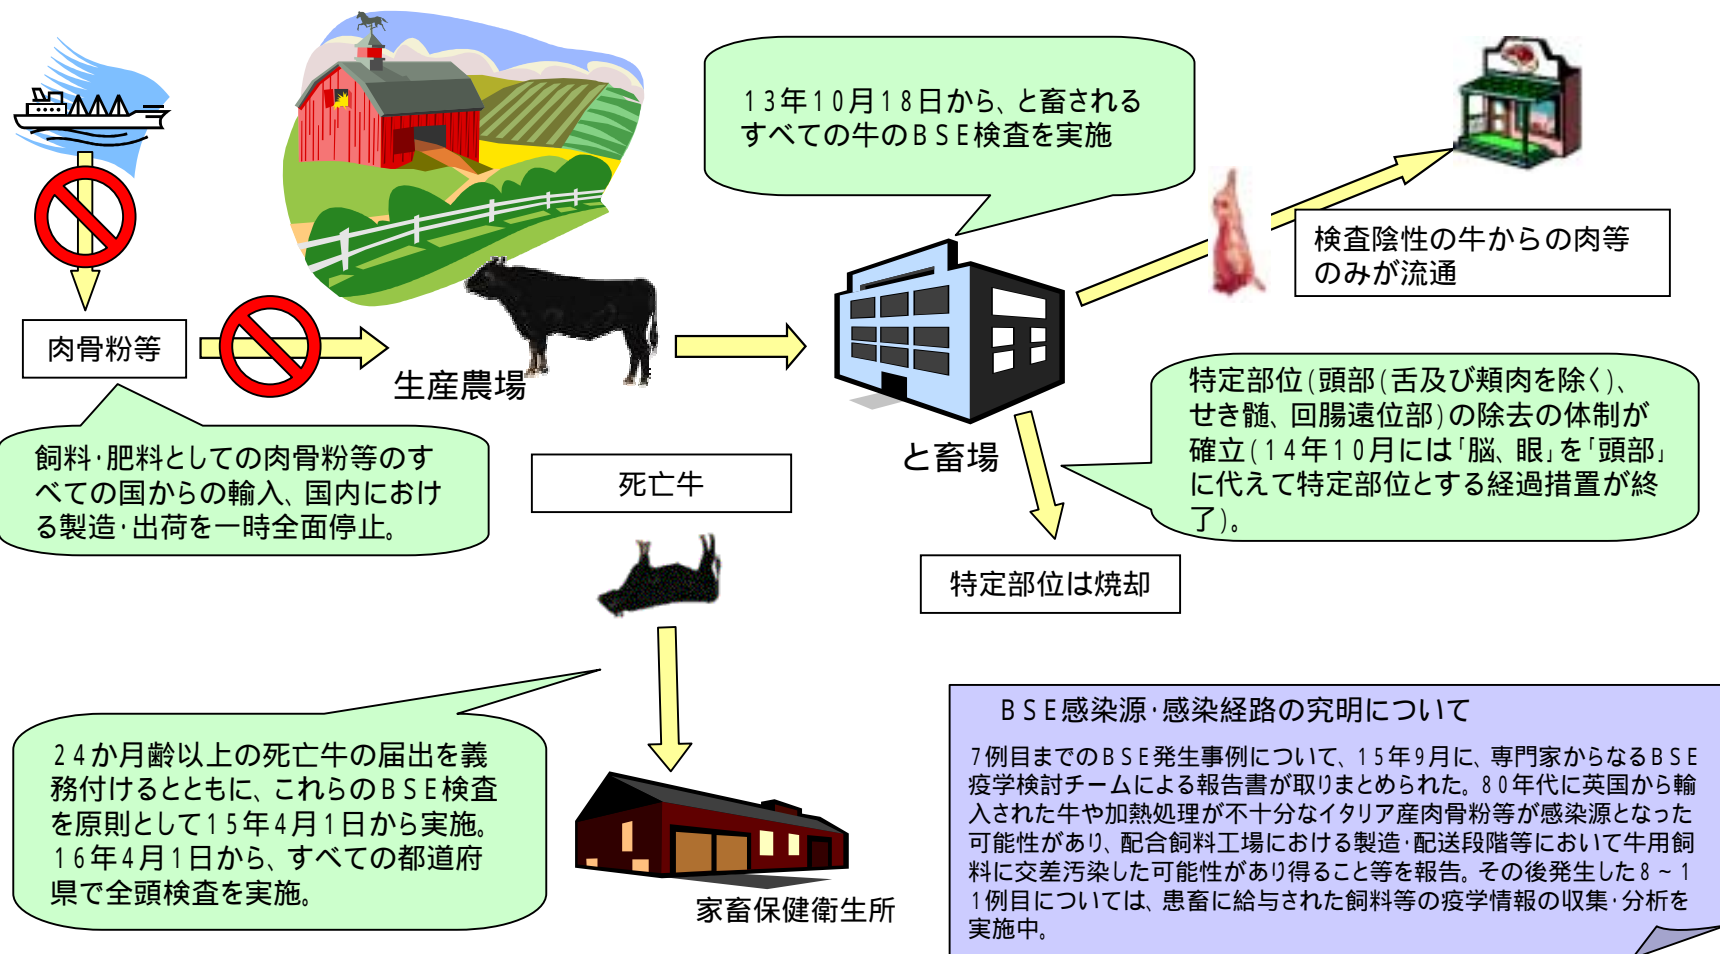 13年10月18日から、と畜される
すべての牛のBSE検査を実施
検査陰性の牛からの肉等
のみが流通
肉骨粉等
生産農場
と畜場
特定部位(頭部(舌及び頬肉を除く)、
せき髄、回腸遠位部)の除去の体制が
確立(14年10月には「脳、眼」を「頭部」
に代えて特定部位とする経過措置が終
了)。
飼料・肥料としての肉骨粉等のす
べての国からの輸入、国内におけ
る製造・出荷を一時全面停止。
死亡牛
特定部位は焼却
24か月齢以上の死亡牛の届出を義
務付けるとともに、これらのBSE検査
を原則として15年4月1日から実施。
16年4月1日から、すべての都道府
県で全頭検査を実施。
家畜保健衛生所
BSE感染源・感染経路の究明について
7例目までのBSE発生事例について、15年9月に、専門家からなるBSE
疫学検討チームによる報告書が取りまとめられた。80年代に英国から輸
入された牛や加熱処理が不十分なイタリア産肉骨粉等が感染源となった
可能性があり、配合飼料工場における製造・配送段階等において牛用飼
料に交差汚染した可能性があり得ること等を報告。その後発生した8~1
1例目については、患畜に給与された飼料等の疫学情報の収集・分析を
実施中。